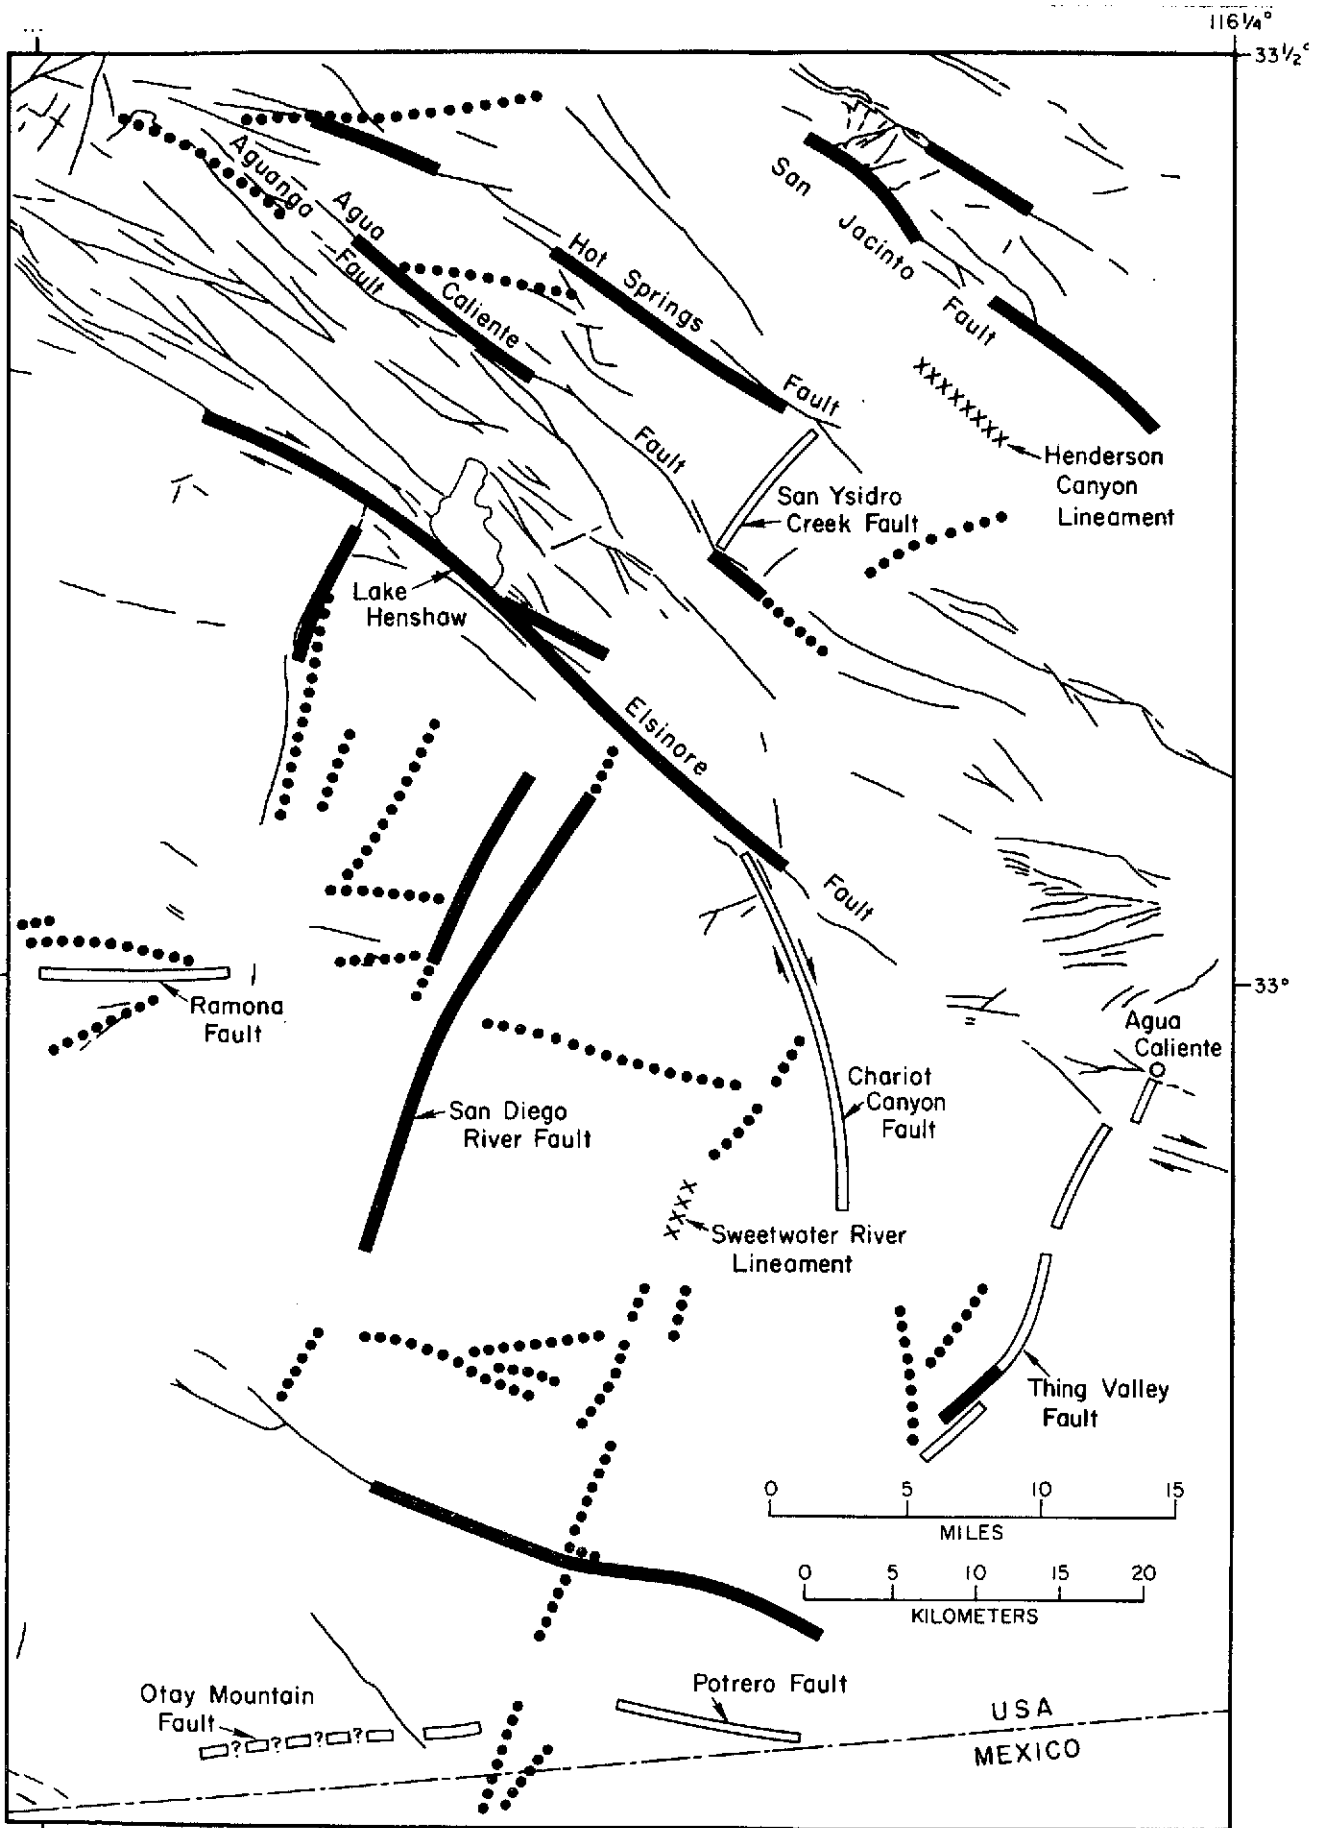 116 1/4°
33 1/2°
Aguanga
Fault
Agua
Caliente
Fault
Hot Springs
Fault
San
Jacinto
Fault
Henderson
Canyon
Lineament
xxxxxxxx
San Ysidro
Creek Fault
Lake
Henshaw
Elsinore
Fault
33°
Ramona
Fault
Agua
Caliente
Chariot
Canyon
Fault
San Diego
River Fault
xxxx
Sweetwater River
Lineament
Thing Valley
Fault
0 5 10 15
MILES
0 5 10 15 20
KILOMETERS
Otay Mountain
Fault
? ? ? ?
Potrero Fault
USA
MEXICO